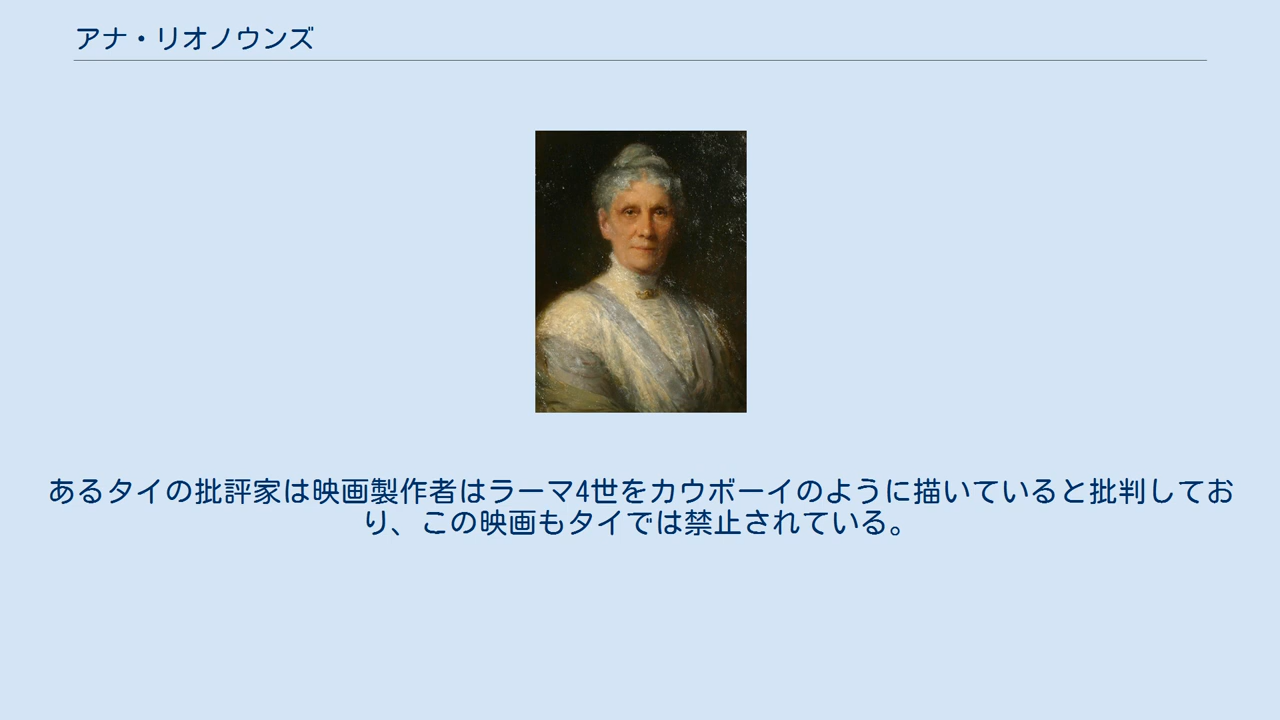 アナ・リオノウンズ
あるタイの批評家は映画製作者はラーマ4世をカウボーイのように描いていると批判してお
り、この映画もタイでは禁止されている。